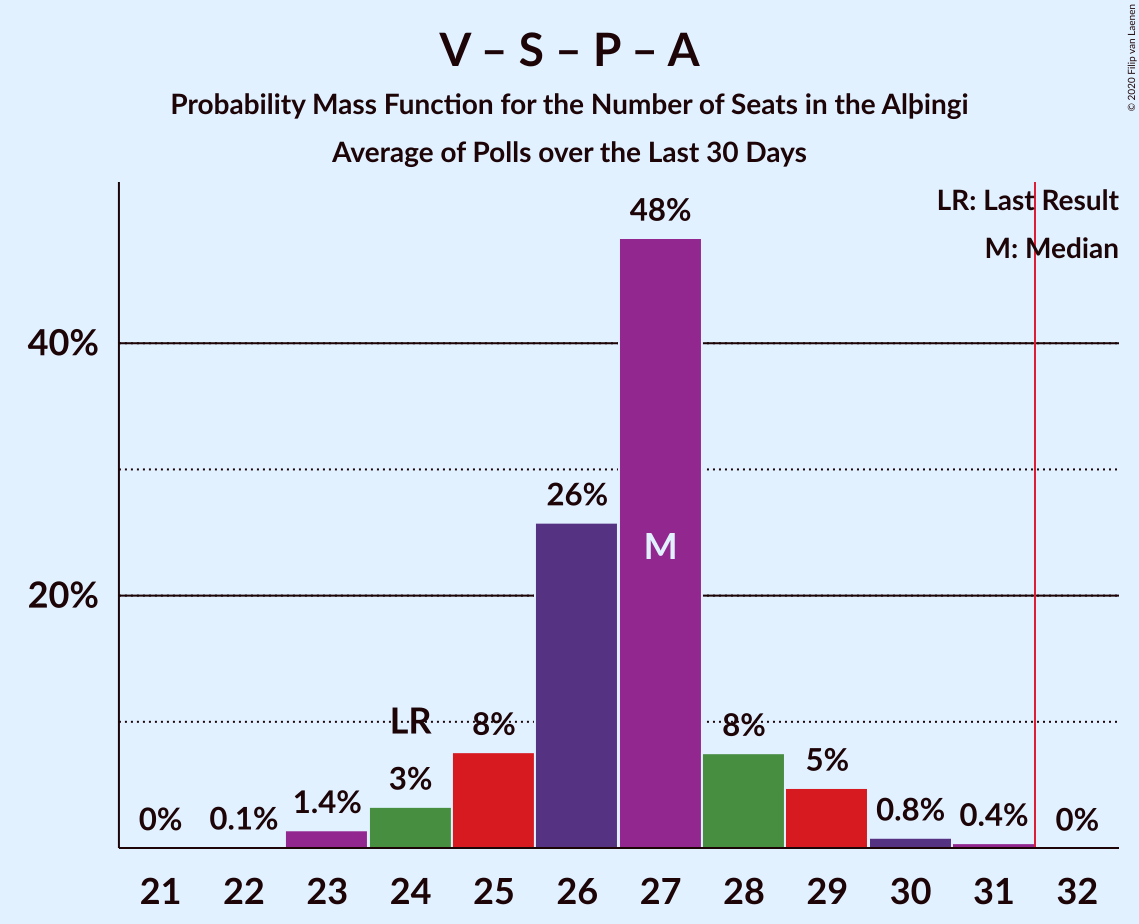 V – S – P – A
Probability Mass Function for the Number of Seats in the Alþingi
Average of Polls over the Last 30 Days
© 2020 Filip van Laenen
LR: Last Result
M: Median
40%
20%
0%
0.1%
1.4%
LR
3%
8%
26%
48%
M
8%
5%
0.8%
0.4%
0%
21 22 23 24 25 26 27 28 29 30 31 32